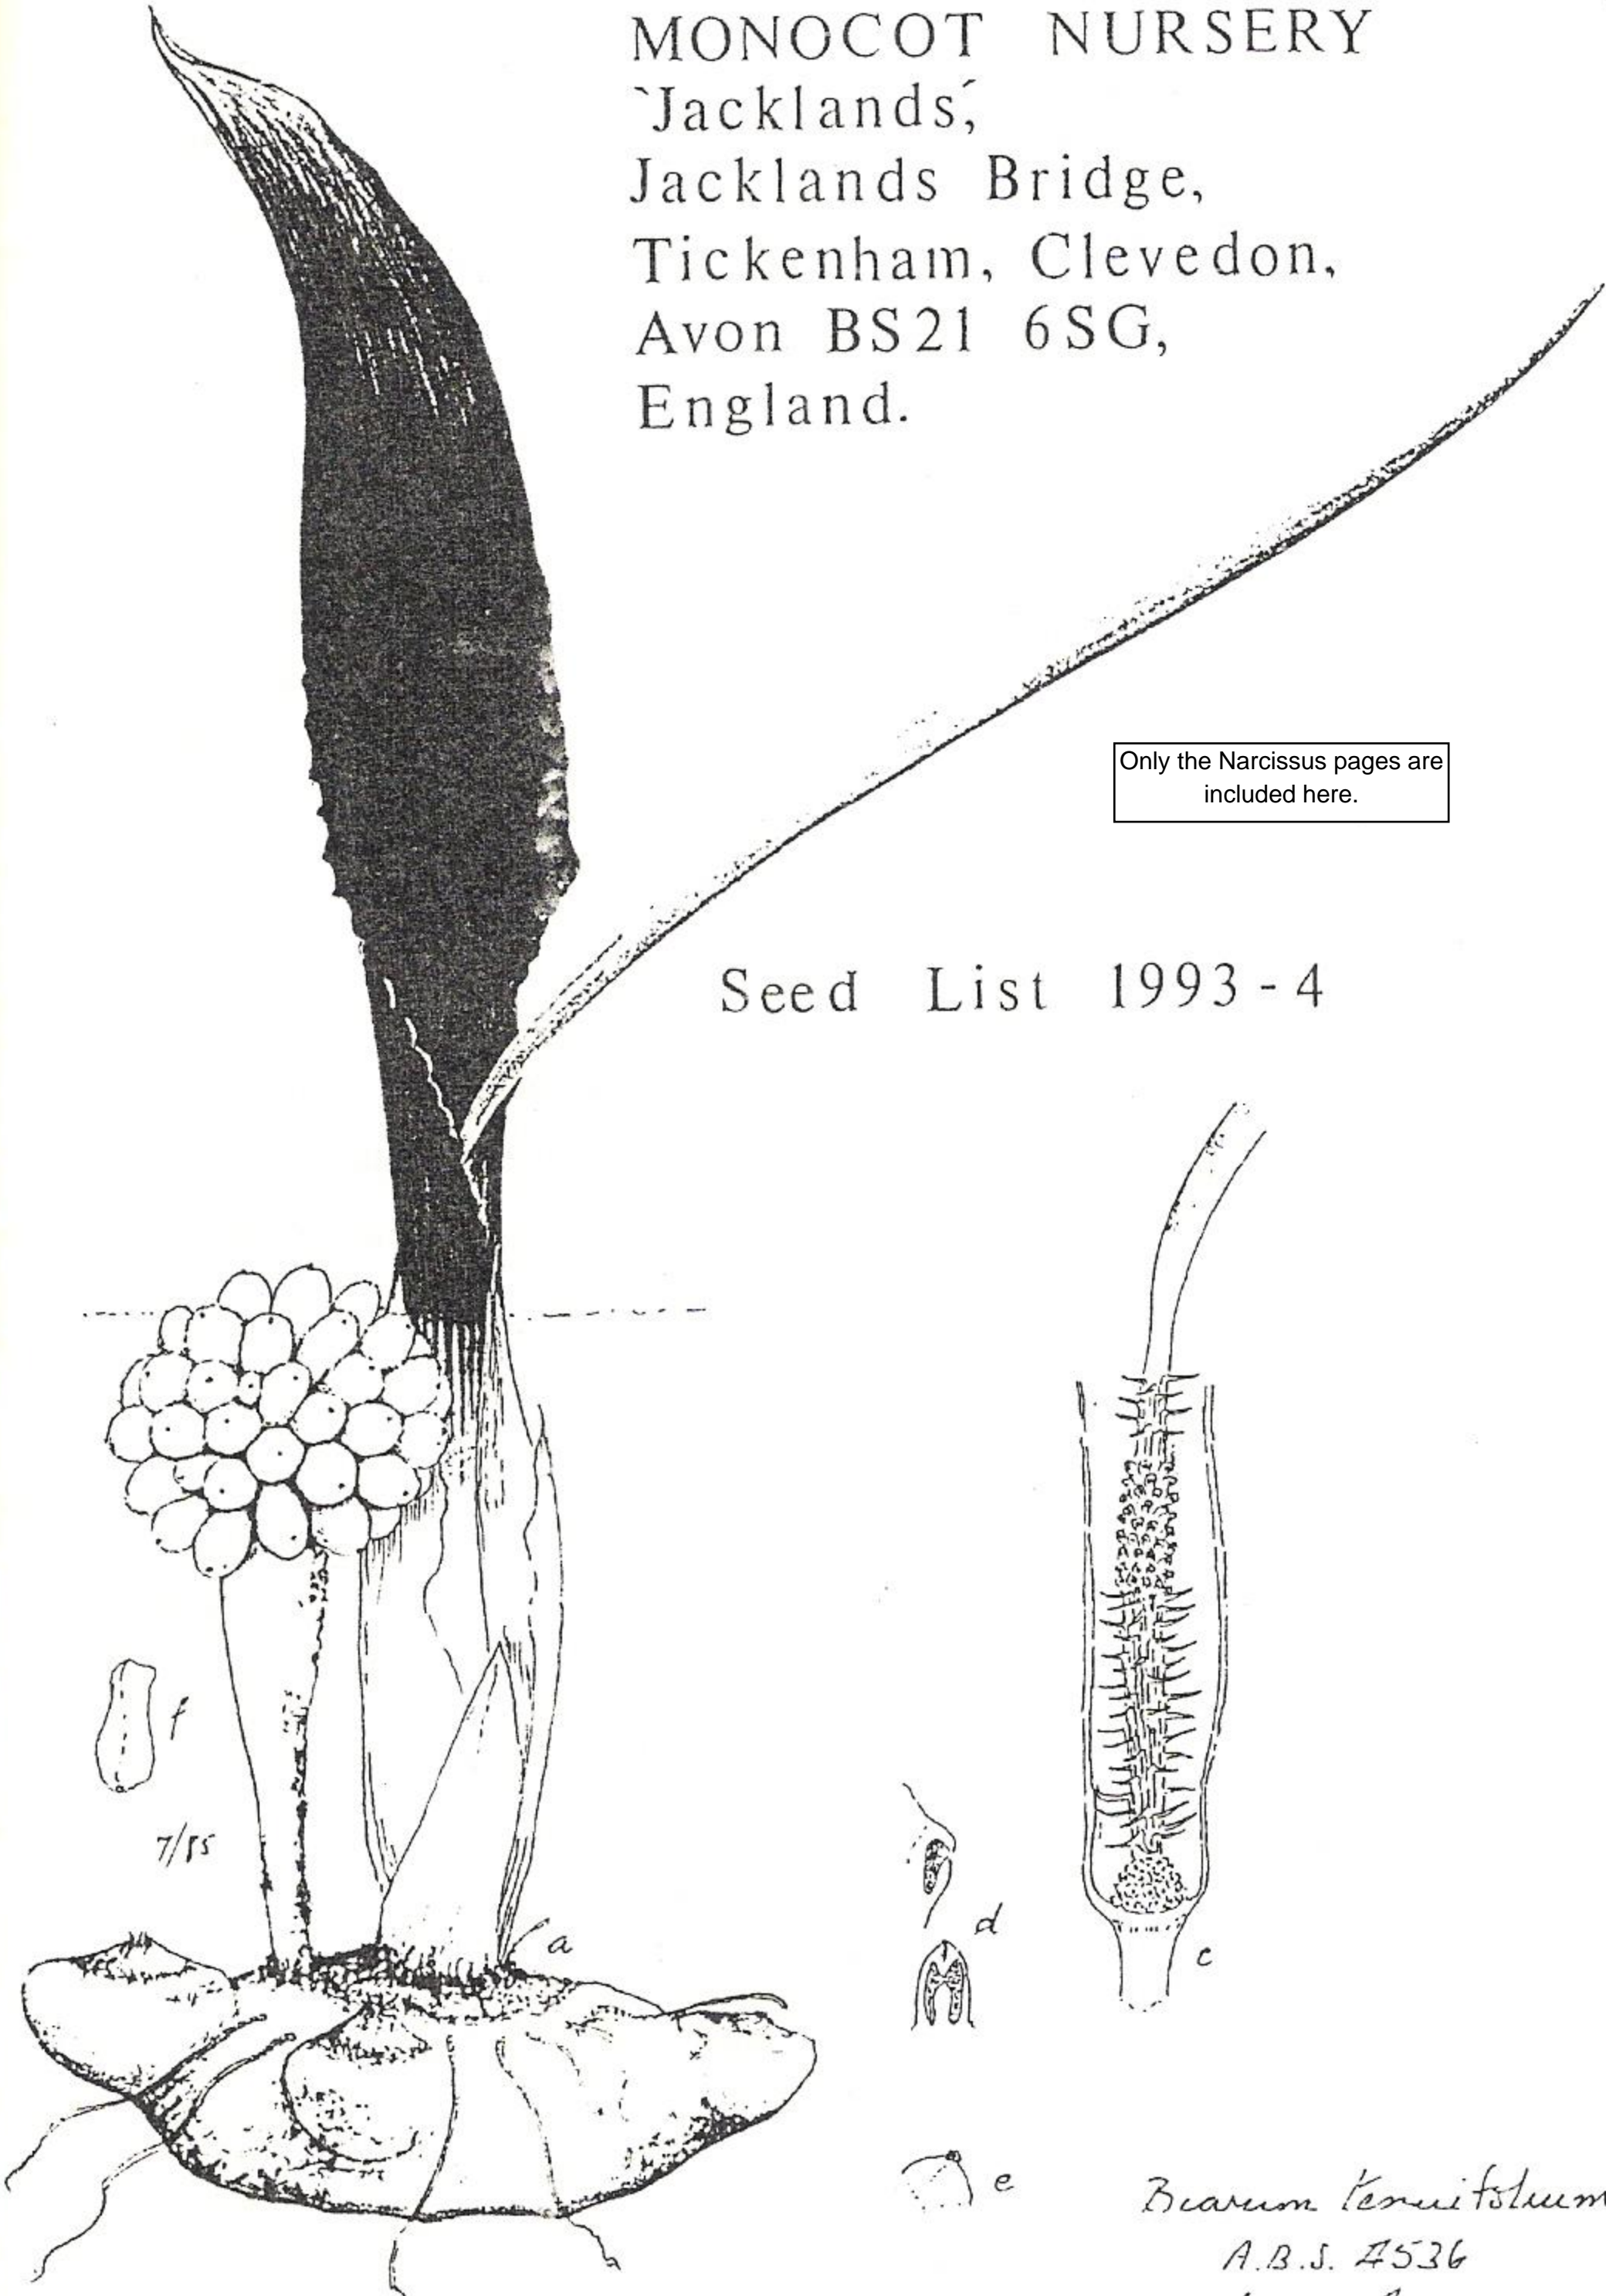 MONOCOT NURSERY
`Jacklands´,
Jacklands Bridge,
Tickenham, Clevedon,
Avon BS21 6SG,
England.
Only the Narcissus pages are
included here.
Seed List 1993-4
f
7/85
a
d
c
e
Biarum tenuifolium
A.B.S. 4536